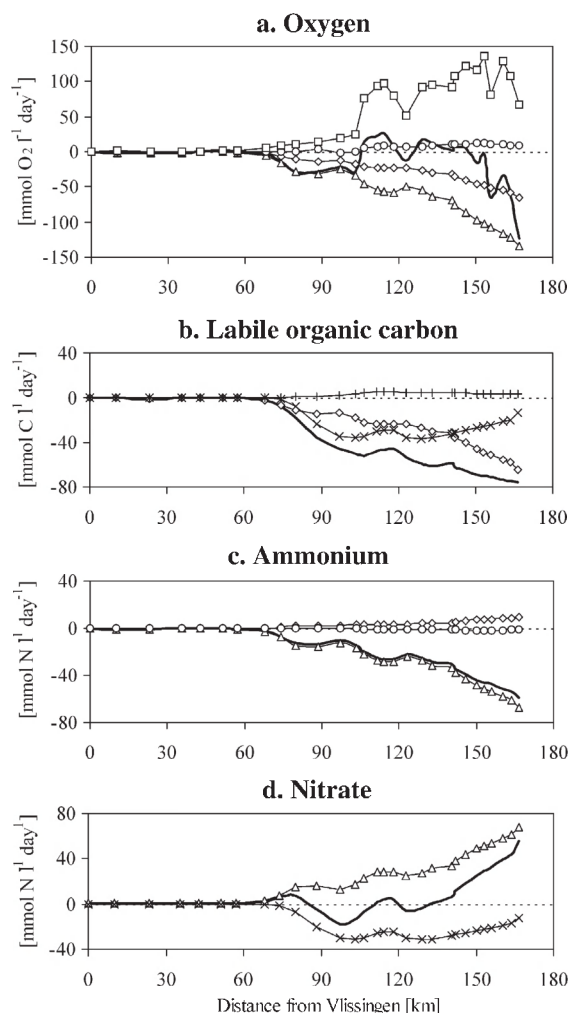 a. Oxygen
[mmol O₂ l⁻¹ day⁻¹]
150
100
50
0
-50
-100
-150
0 30 60 90 120 150 180
b. Labile organic carbon
[mmol C l⁻¹ day⁻¹]
40
0
-40
-80
0 30 60 90 120 150 180
c. Ammonium
[mmol N l⁻¹ day⁻¹]
40
0
-40
-80
0 30 60 90 120 150 180
d. Nitrate
[mmol N l¹ day¹]
80
40
0
-40
0 30 60 90 120 150 180
Distance from Vlissingen [km]